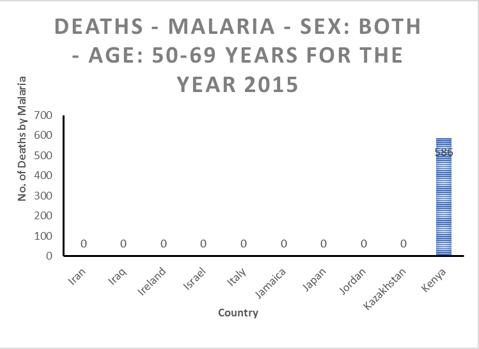 DEATHS - MALARIA - SEX: BOTH
- AGE: 50-69 YEARS FOR THE
YEAR 2015
No. of Deaths by Malaria
700
600
500
400
300
200
100
0
0 0 0 0 0 0 0 0 0 586
Iran Iraq Ireland Israel Italy Jamaica Japan Jordan Kazakhstan Kenya
Country